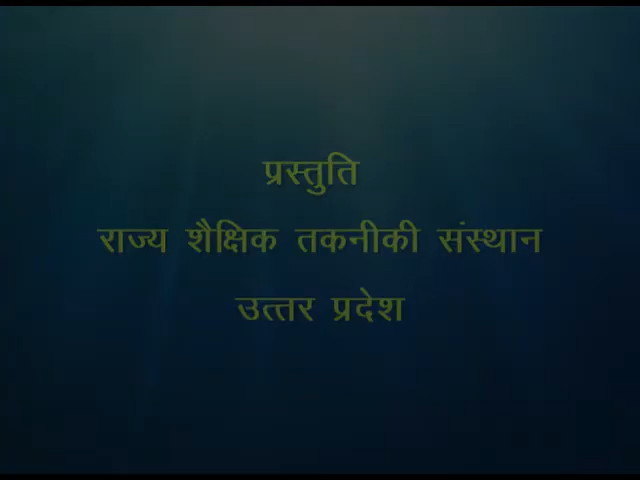 प्रस्तुति
राज्य शैक्षिक तकनीकी संस्थान
उत्तर प्रदेश